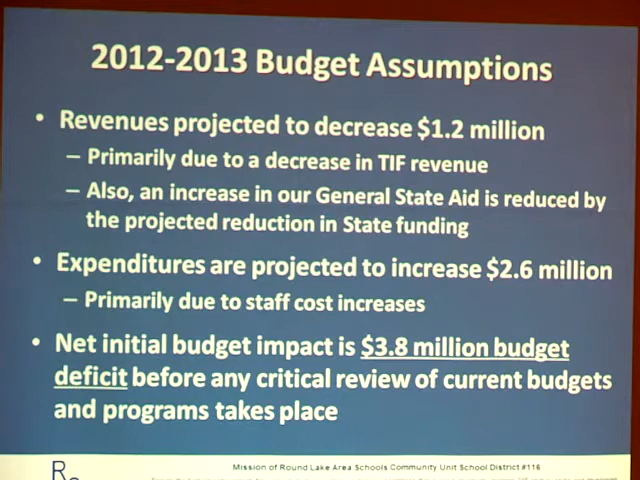 2012-2013 Budget Assumptions
• Revenues projected to decrease $1.2 million
– Primarily due to a decrease in TIF revenue
– Also, an increase in our General State Aid is reduced by
the projected reduction in State funding
• Expenditures are projected to increase $2.6 million
– Primarily due to staff cost increases
• Net initial budget impact is $3.8 million budget
deficit before any critical review of current budgets
and programs takes place
Mission of Round Lake Area Schools Community Unit School District #116
R